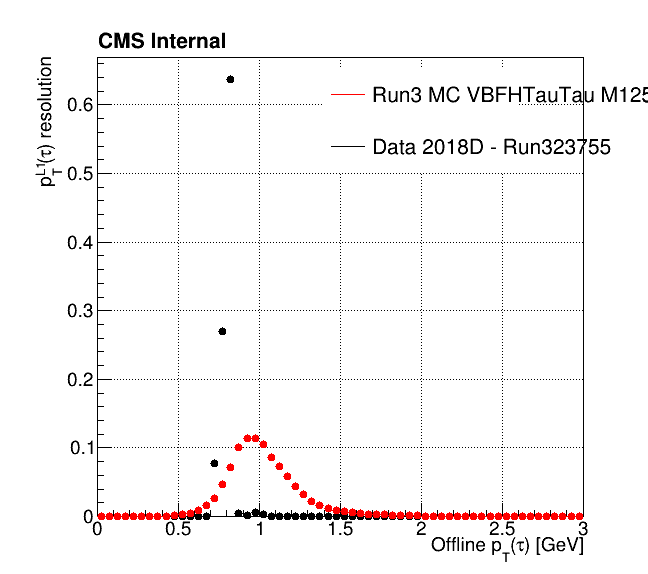 CMS Internal
Run3 MC VBFHTauTau M125
Data 2018D - Run323755
p_T^L1(τ) resolution
0.6
0.5
0.4
0.3
0.2
0.1
0
0 0.5 1 1.5 2 2.5 3
Offline p_T(τ) [GeV]